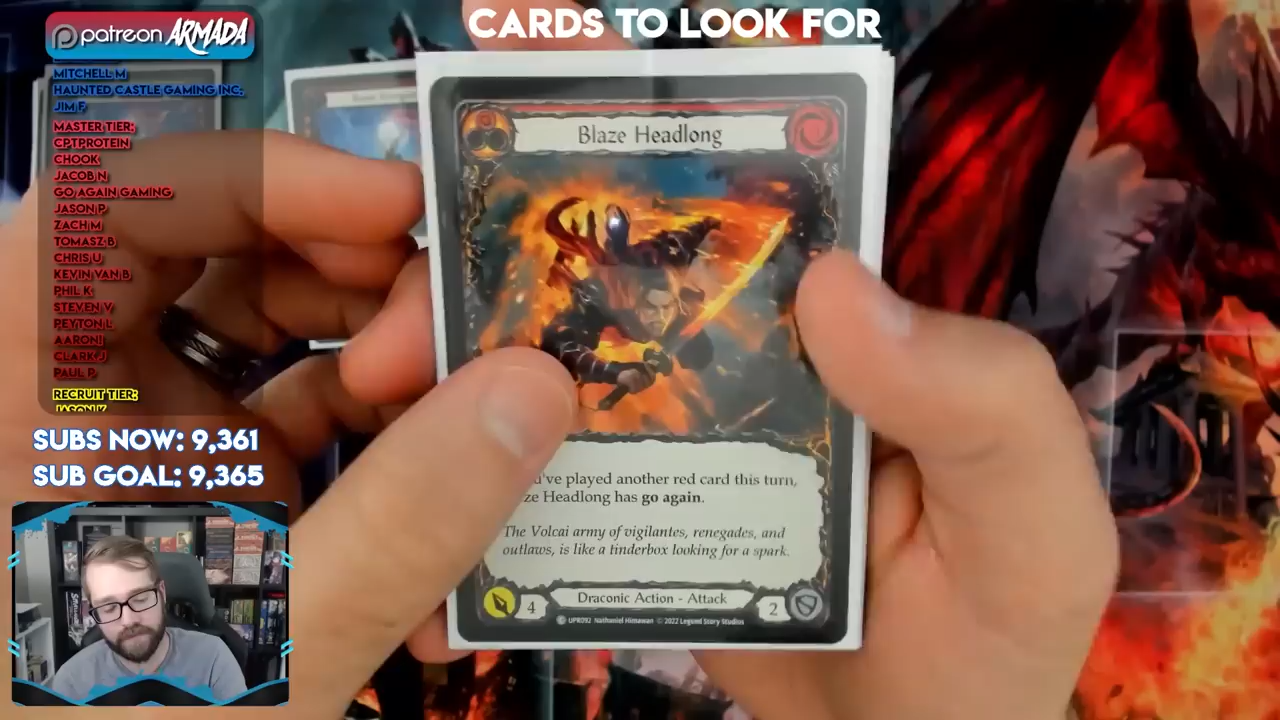 CARDS TO LOOK FOR
patreon ARMADA
MITCHELL M
HAUNTED CASTLE GAMING INC.
JIM F
MASTER TIER:
CPTPROTEIN
CHOOK
JACOB N
GO AGAIN GAMING
JASON P
ZACH M
TOMASZ B
CHRIS U
KEVIN VAN B
PHIL K
STEVEN V
PEYTON L
AARON J
CLARK J
PAUL P
RECRUIT TIER:
JASON K
SUBS NOW: 9,361
SUB GOAL: 9,365
Blaze Headlong
've played another red card this turn,
ze Headlong has go again.
The Volcai army of vigilantes, renegades, and
outlaws, is like a tinderbox looking for a spark.
4 Draconic Action - Attack 2
UPR092 Nathaniel Himawan © 2022 Legend Story Studios